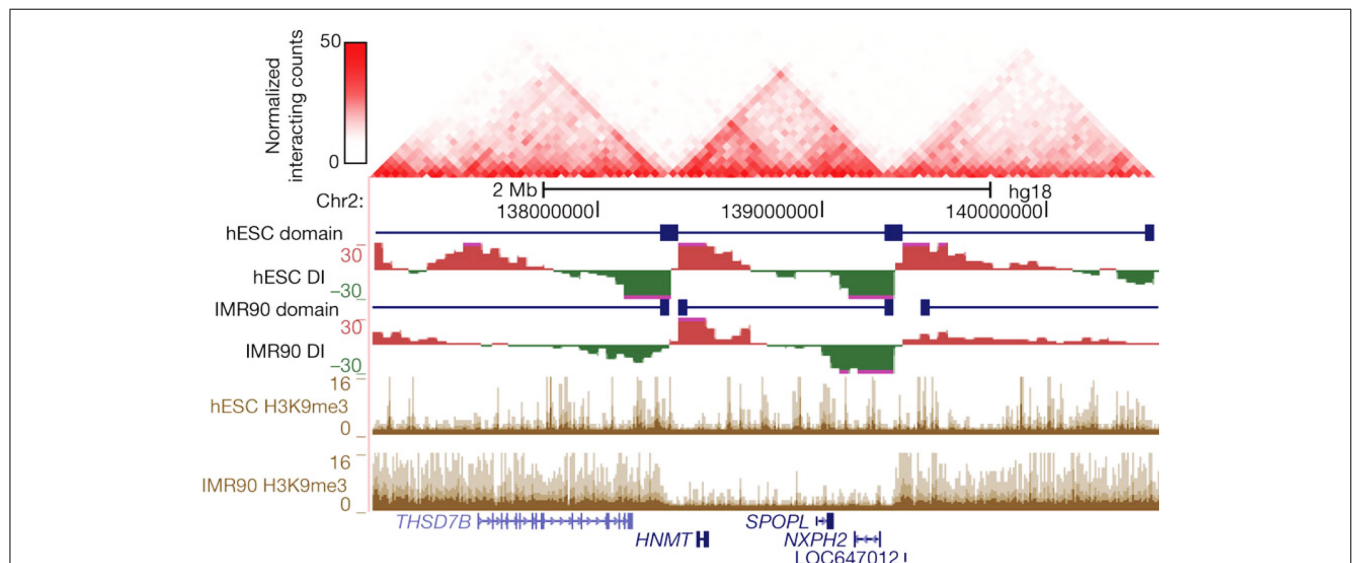 Normalized
interacting counts
50
0
2 Mb
hg18
Chr2:
138000000 139000000 140000000
hESC domain
30
hESC DI
−30
IMR90 domain
30
IMR90 DI
−30
16
hESC H3K9me3
0
16
IMR90 H3K9me3
0
THSD7B
SPOPL
HNMT
NXPH2
LOC647012